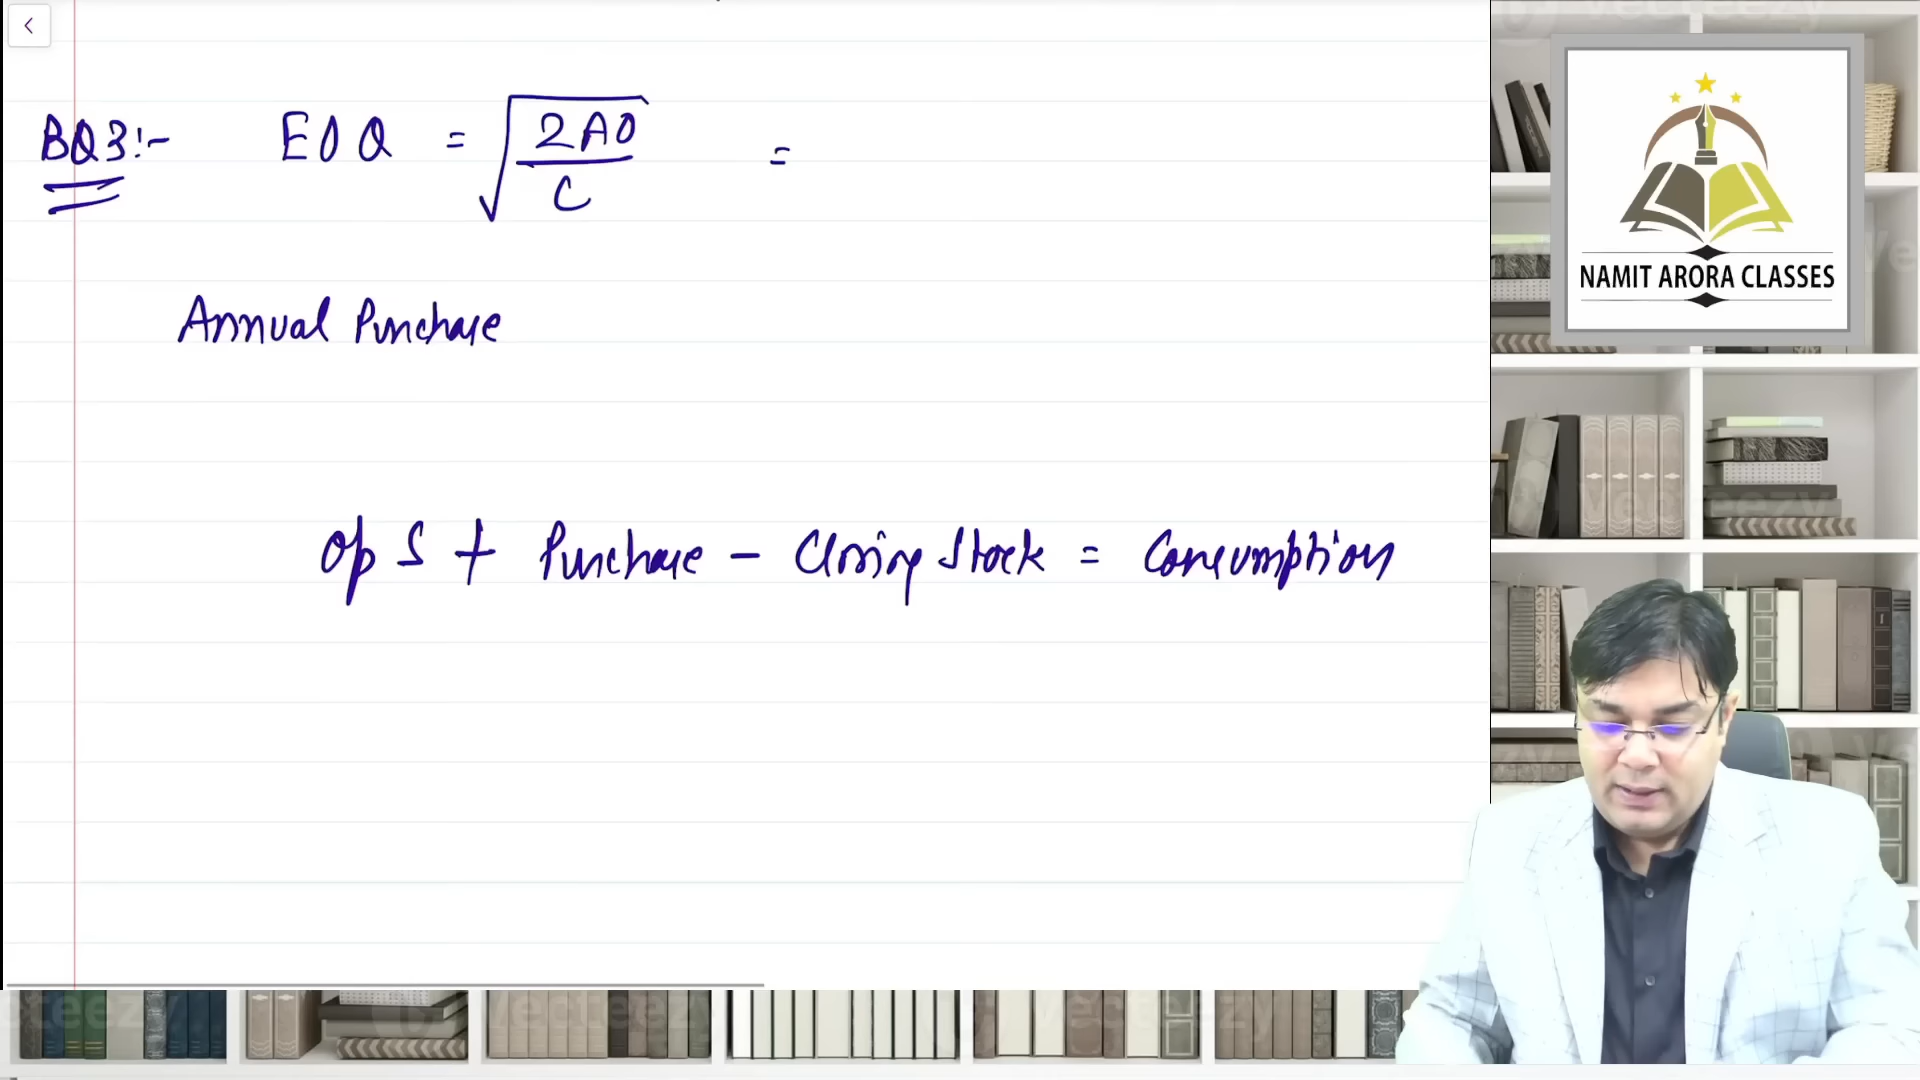 BQ3:- EOQ = √2AO/C =
Annual Purchase
Op S + Purchase - Closing Stock = Consumption
NAMIT ARORA CLASSES